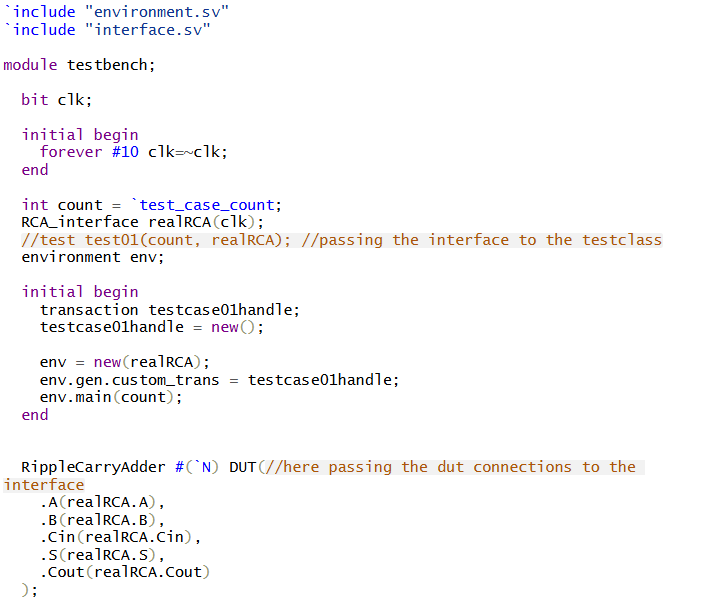 `include "environment.sv"
`include "interface.sv"

module testbench;

  bit clk;

  initial begin
    forever #10 clk=~clk;
  end

  int count = `test_case_count;
  RCA_interface realRCA(clk);
  //test test01(count, realRCA); //passing the interface to the testclass
  environment env;

  initial begin
    transaction testcase01handle;
    testcase01handle = new();

    env = new(realRCA);
    env.gen.custom_trans = testcase01handle;
    env.main(count);
  end


  RippleCarryAdder #(`N) DUT(//here passing the dut connections to the
interface
    .A(realRCA.A),
    .B(realRCA.B),
    .Cin(realRCA.Cin),
    .S(realRCA.S),
    .Cout(realRCA.Cout)
  );